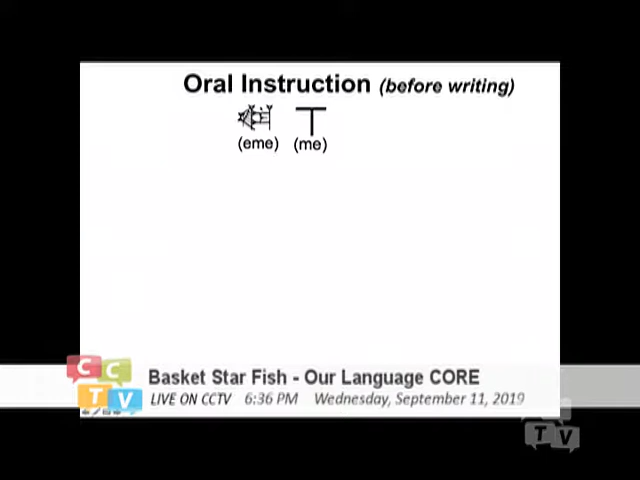 Oral Instruction (before writing)
𒅴 𒈨
(eme) (me)
Basket Star Fish - Our Language CORE
LIVE ON CCTV 6:36 PM Wednesday, September 11, 2019
CCTV
TV